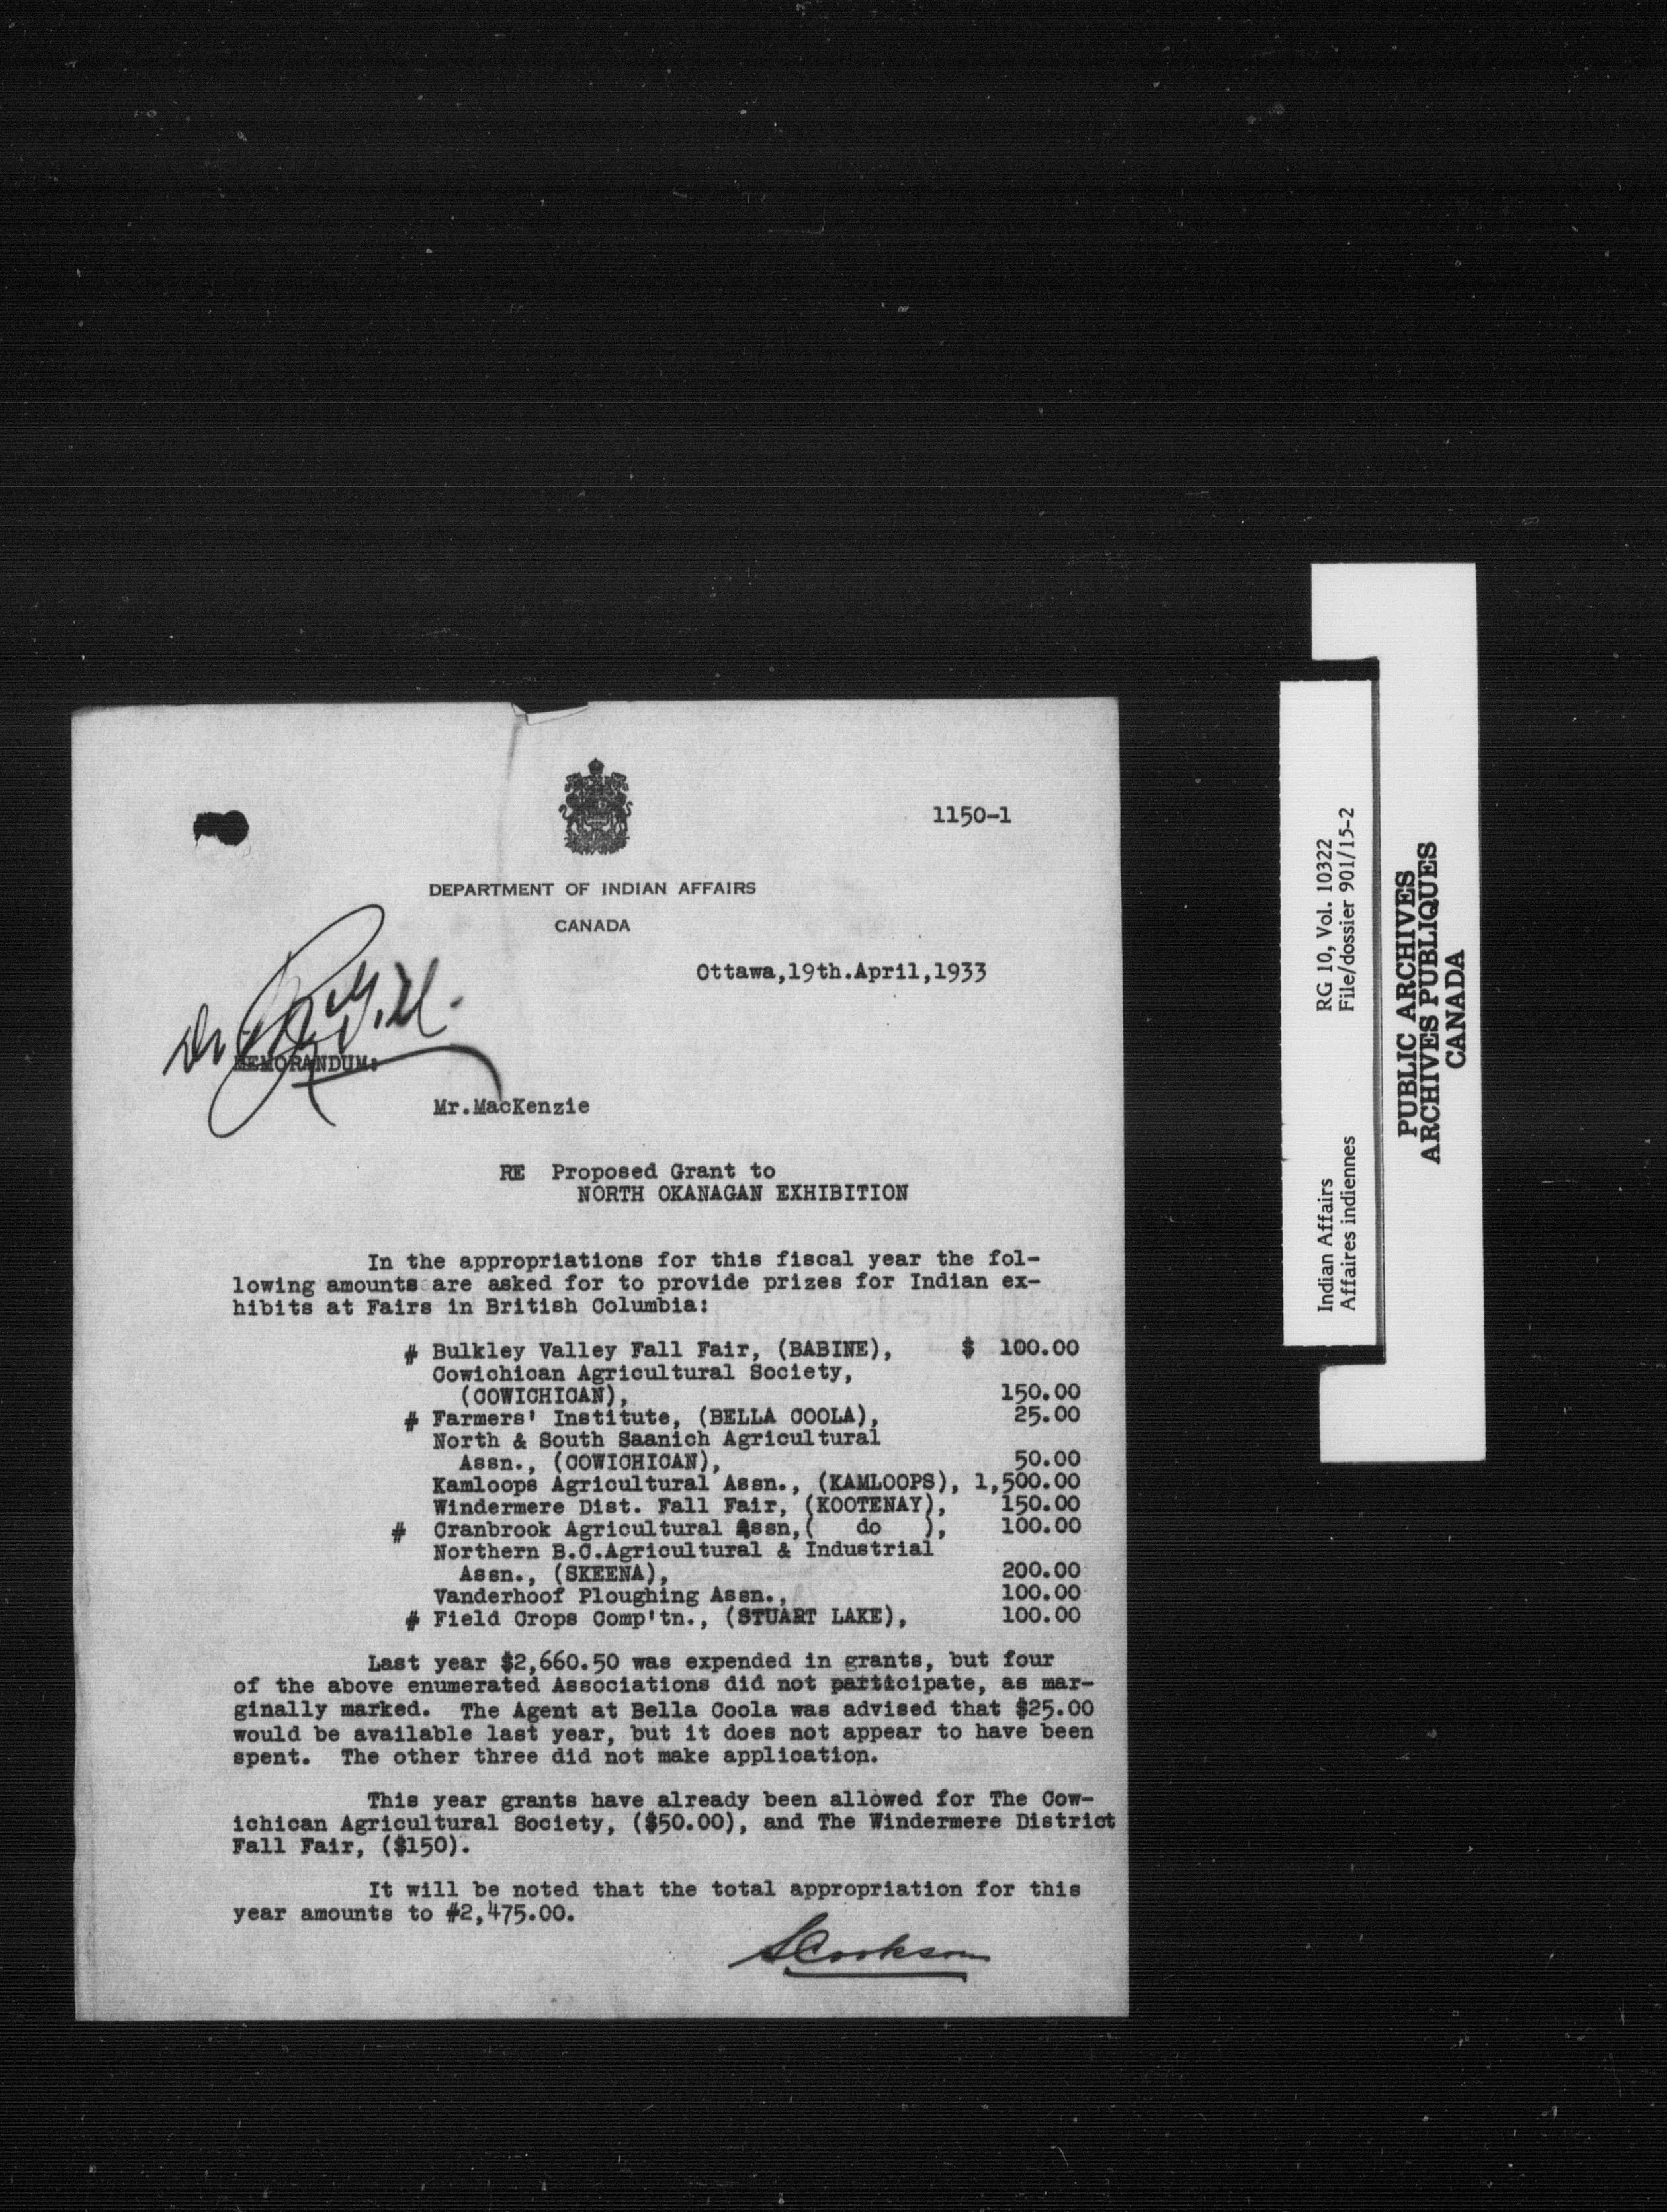 1150-1
DEPARTMENT OF INDIAN AFFAIRS
CANADA
Ottawa,19th.April,1933
MEMORANDUM:
Mr.MacKenzie
RE Proposed Grant to
NORTH OKANAGAN EXHIBITION
In the appropriations for this fiscal year the fol-
lowing amounts are asked for to provide prizes for Indian ex-
hibits at Fairs in British Columbia:
# Bulkley Valley Fall Fair, (BABINE), $ 100.00
Cowichican Agricultural Society,
(COWICHICAN), 150.00
# Farmers' Institute, (BELLA COOLA), 25.00
North & South Saanich Agricultural
Assn., (COWICHICAN), 50.00
Kamloops Agricultural Assn., (KAMLOOPS), 1,500.00
Windermere Dist. Fall Fair, (KOOTENAY), 150.00
# Cranbrook Agricultural Assn,( do ), 100.00
Northern B.C.Agricultural & Industrial
Assn., (SKEENA), 200.00
Vanderhoof Ploughing Assn., 100.00
# Field Crops Comp'tn., (STUART LAKE), 100.00
Last year $2,660.50 was expended in grants, but four
of the above enumerated Associations did not participate, as mar-
ginally marked. The Agent at Bella Coola was advised that $25.00
would be available last year, but it does not appear to have been
spent. The other three did not make application.
This year grants have already been allowed for The Cow-
ichican Agricultural Society, ($50.00), and The Windermere District
Fall Fair, ($150).
It will be noted that the total appropriation for this
year amounts to #2,475.00.
SCookson
Indian Affairs RG 10, Vol. 10322
Affaires indiennes File/dossier 901/15-2
PUBLIC ARCHIVES
ARCHIVES PUBLIQUES
CANADA